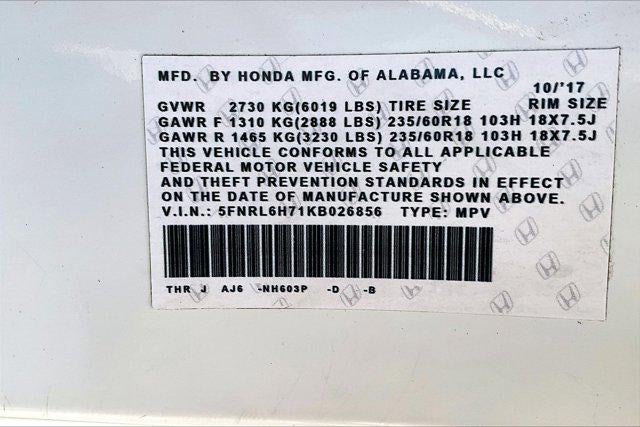 MFD. BY HONDA MFG. OF ALABAMA, LLC
10/'17
GVWR 2730 KG(6019 LBS) TIRE SIZE RIM SIZE
GAWR F 1310 KG(2888 LBS) 235/60R18 103H 18X7.5J
GAWR R 1465 KG(3230 LBS) 235/60R18 103H 18X7.5J
THIS VEHICLE CONFORMS TO ALL APPLICABLE
FEDERAL MOTOR VEHICLE SAFETY
AND THEFT PREVENTION STANDARDS IN EFFECT
ON THE DATE OF MANUFACTURE SHOWN ABOVE.
V.I.N.: 5FNRL6H71KB026856 TYPE: MPV
THR J AJ6 -NH603P -D -B